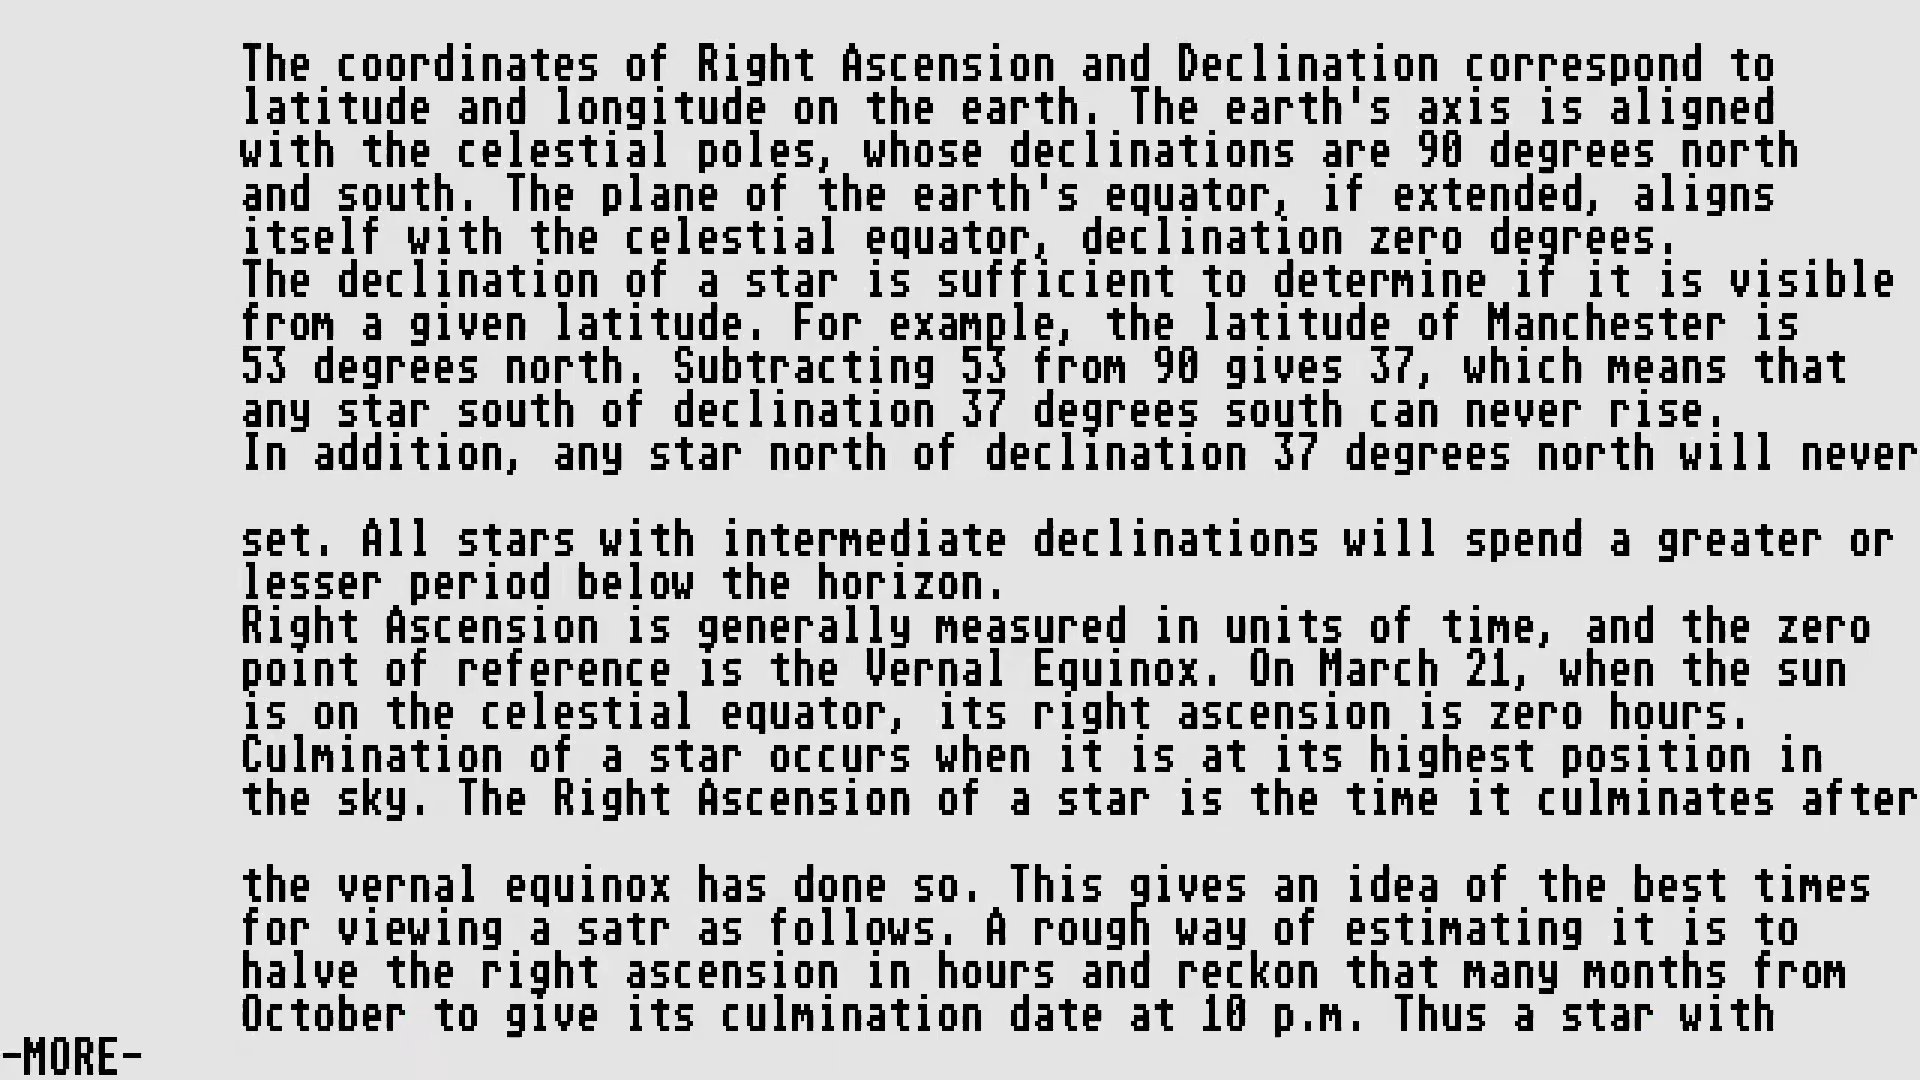 The coordinates of Right Ascension and Declination correspond to
latitude and longitude on the earth. The earth's axis is aligned
with the celestial poles, whose declinations are 90 degrees north
and south. The plane of the earth's equator, if extended, aligns
itself with the celestial equator, declination zero degrees.
The declination of a star is sufficient to determine if it is visible
from a given latitude. For example, the latitude of Manchester is
53 degrees north. Subtracting 53 from 90 gives 37, which means that
any star south of declination 37 degrees south can never rise.
In addition, any star north of declination 37 degrees north will never
set. All stars with intermediate declinations will spend a greater or
lesser period below the horizon.
Right Ascension is generally measured in units of time, and the zero
point of reference is the Vernal Equinox. On March 21, when the sun
is on the celestial equator, its right ascension is zero hours.
Culmination of a star occurs when it is at its highest position in
the sky. The Right Ascension of a star is the time it culminates after
the vernal equinox has done so. This gives an idea of the best times
for viewing a satr as follows. A rough way of estimating it is to
halve the right ascension in hours and reckon that many months from
October to give its culmination date at 10 p.m. Thus a star with
-MORE-